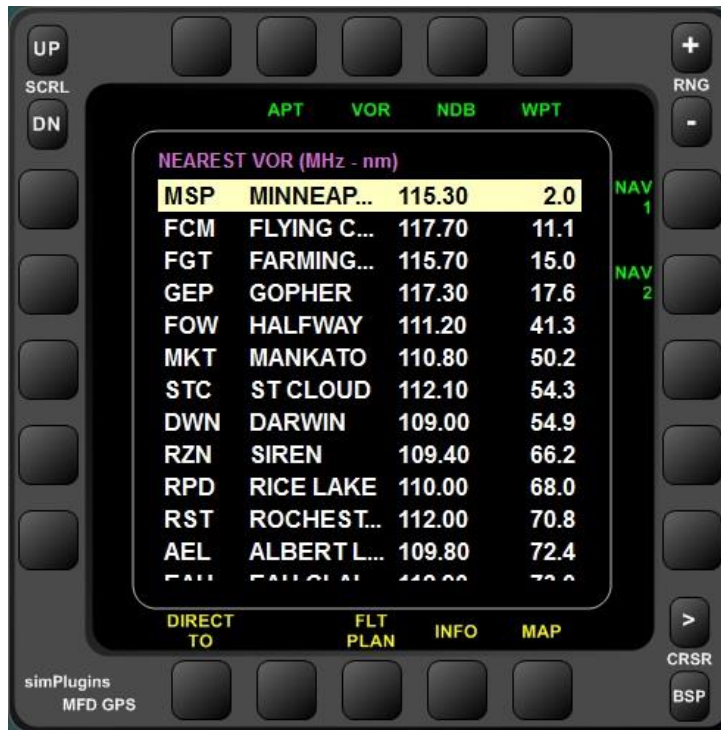 UP
+
SCRL
RNG
DN
-
APT VOR NDB WPT
NEAREST VOR (MHz - nm)
MSP MINNEAP... 115.30 2.0
NAV
1
FCM FLYING C... 117.70 11.1
FGT FARMING... 115.70 15.0
NAV
2
GEP GOPHER 117.30 17.6
FOW HALFWAY 111.20 41.3
MKT MANKATO 110.80 50.2
STC ST CLOUD 112.10 54.3
DWN DARWIN 109.00 54.9
RZN SIREN 109.40 66.2
RPD RICE LAKE 110.00 68.0
RST ROCHEST... 112.00 70.8
AEL ALBERT L... 109.80 72.4
DIRECT
TO
FLT
PLAN
INFO
MAP
>
CRSR
BSP
simPlugins
MFD GPS